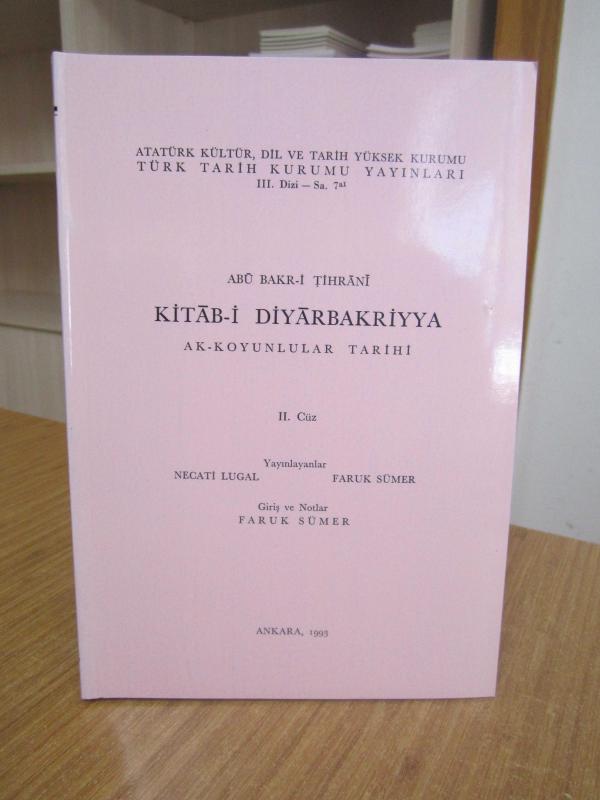 ATATÜRK KÜLTÜR, DİL VE TARİH YÜKSEK KURUMU
TÜRK TARİH KURUMU YAYINLARI
III. Dizi — Sa. 7a1
ABŪ BAKR-İ ṬİHRĀNĪ
KİTĀB-İ DİYĀRBAKRİYYA
AK-KOYUNLULAR TARİHİ
II. Cüz
Yayınlayanlar
NECATİ LUGAL FARUK SÜMER
Giriş ve Notlar
FARUK SÜMER
ANKARA, 1993